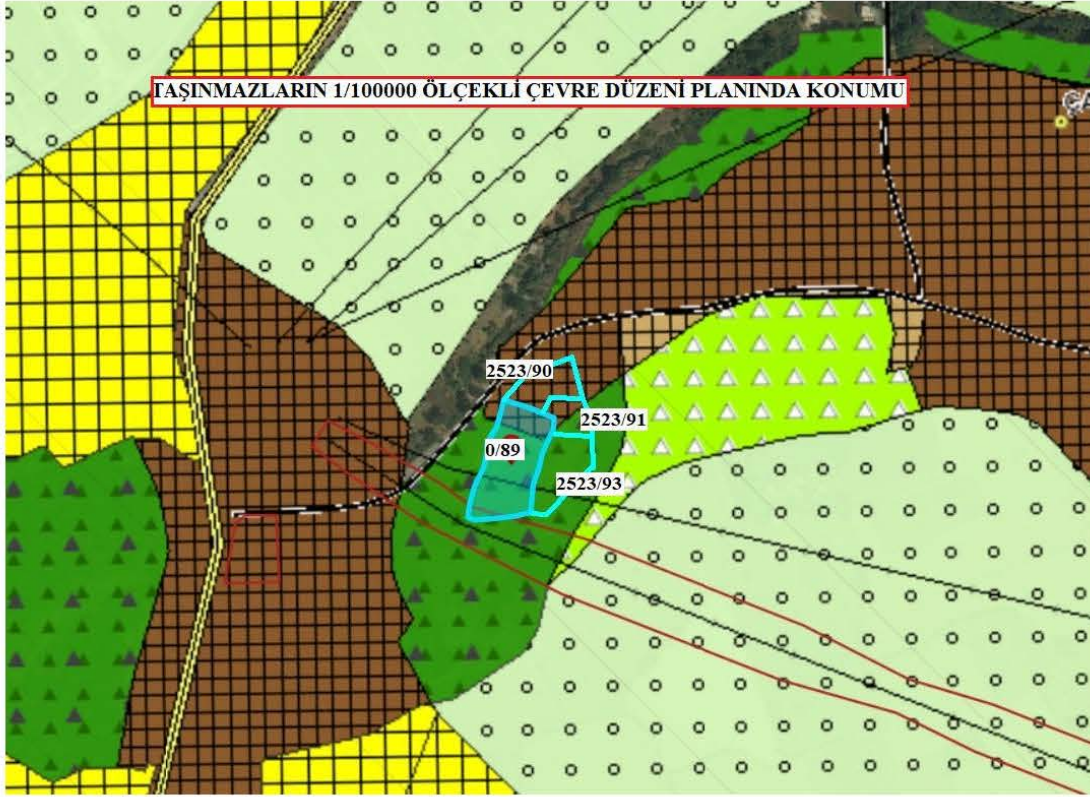 TAŞINMAZLARIN 1/100000 ÖLÇEKLİ ÇEVRE DÜZENİ PLANINDA KONUMU
2523/90
2523/91
0/89
2523/93